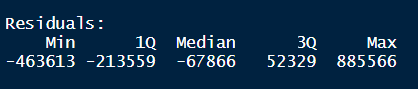 Residuals:
Min 1Q Median 3Q Max
-463613 -213559 -67866 52329 885566